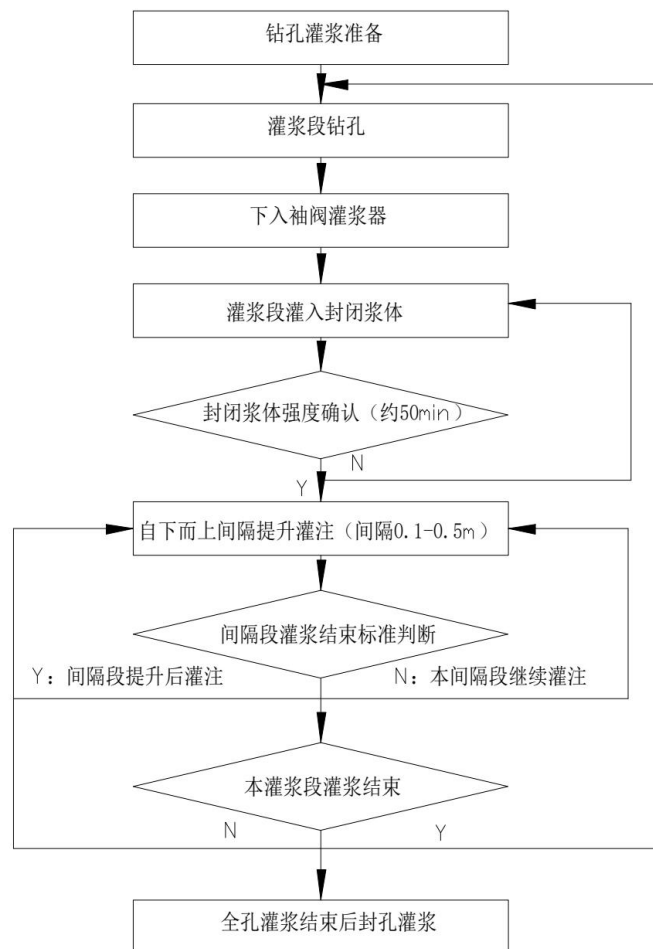 钻孔灌浆准备
灌浆段钻孔
下入袖阀灌浆器
灌浆段灌入封闭浆体
封闭浆体强度确认（约50min）
N
Y
自下而上间隔提升灌注（间隔0.1-0.5m）
间隔段灌浆结束标准判断
Y：间隔段提升后灌注
N：本间隔段继续灌注
本灌浆段灌浆结束
N
Y
全孔灌浆结束后封孔灌浆